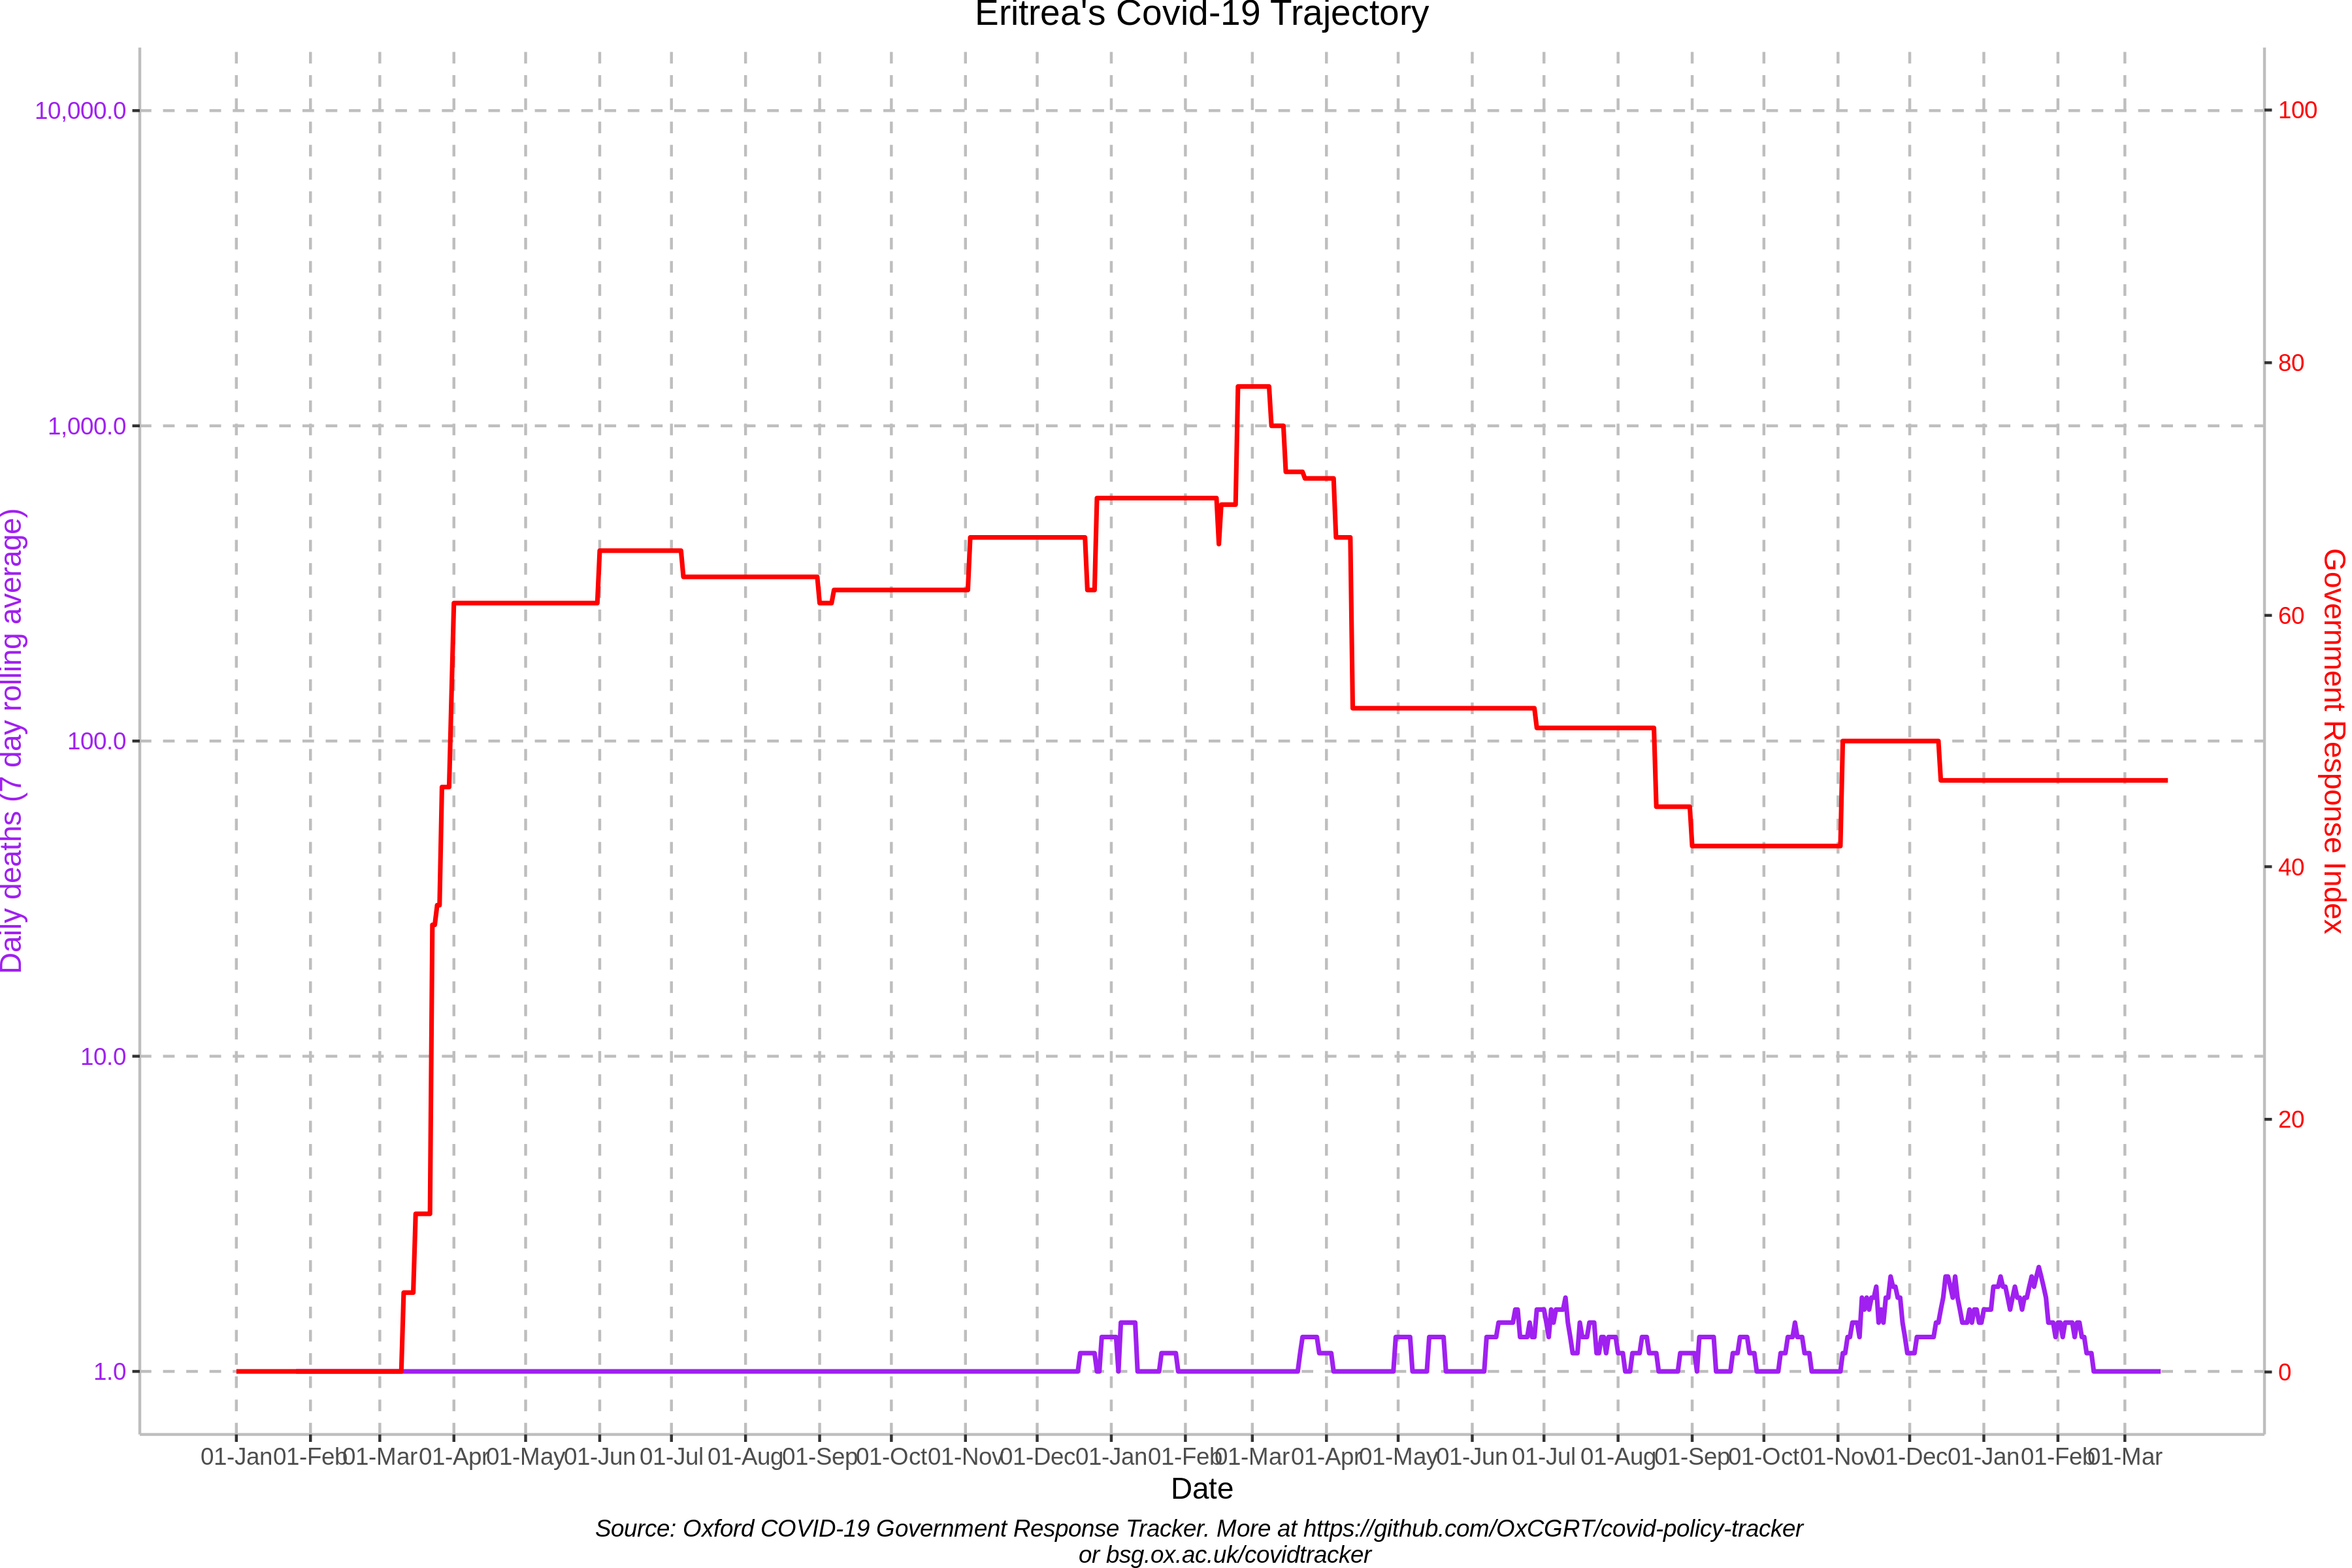 Eritrea's Covid-19 Trajectory
10,000.0
1,000.0
100.0
10.0
1.0
Daily deaths (7 day rolling average)
100
80
60
40
20
0
Government Response Index
01-Jan 01-Feb 01-Mar 01-Apr 01-May 01-Jun 01-Jul 01-Aug 01-Sep 01-Oct 01-Nov 01-Dec 01-Jan 01-Feb 01-Mar 01-Apr 01-May 01-Jun 01-Jul 01-Aug 01-Sep 01-Oct 01-Nov 01-Dec 01-Jan 01-Feb 01-Mar
Date
Source: Oxford COVID-19 Government Response Tracker. More at https://github.com/OxCGRT/covid-policy-tracker
or bsg.ox.ac.uk/covidtracker